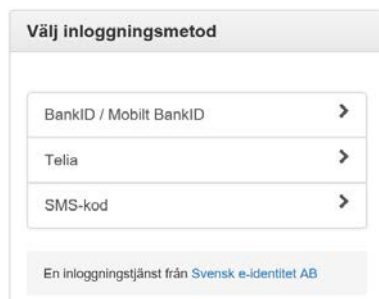 Välj inloggningsmetod
BankID / Mobilt BankID
Telia
SMS-kod
En inloggningstjänst från Svensk e-identitet AB